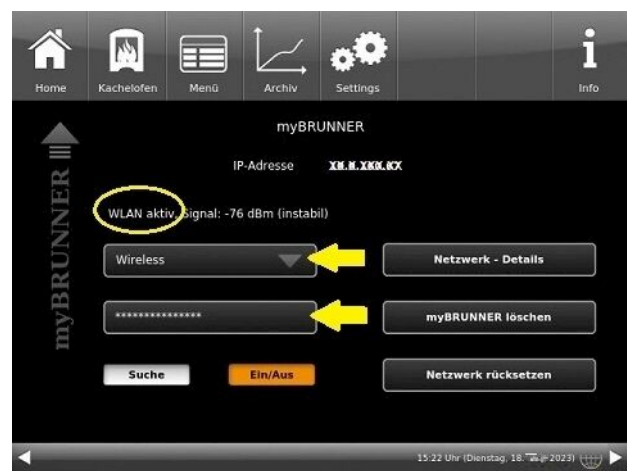 Home Kachelofen Menü Archiv Settings Info
myBRUNNER
IP-Adresse
myBRUNNER
WLAN aktiv, Signal: -76 dBm (instabil)
Wireless
Netzwerk - Details
***************
myBRUNNER löschen
Suche Ein/Aus Netzwerk rücksetzen
15:22 Uhr (Dienstag, 18. 2023)